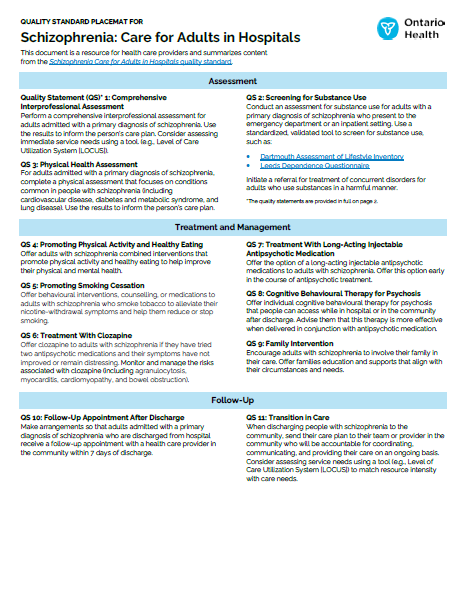 QUALITY STANDARD PLACEMAT FOR
Schizophrenia: Care for Adults in Hospitals
This document is a resource for health care providers and summarizes content
from the Schizophrenia Care for Adults in Hospitals quality standard.
Ontario
Health
Assessment
Quality Statement (QS)* 1: Comprehensive
Interprofessional Assessment
Perform a comprehensive interprofessional assessment for
adults admitted with a primary diagnosis of schizophrenia. Use
the results to inform the person's care plan. Consider assessing
immediate service needs using a tool (e.g., Level of Care
Utilization System [LOCUS]).
QS 3: Physical Health Assessment
For adults admitted with a primary diagnosis of schizophrenia,
complete a physical assessment that focuses on conditions
common in people with schizophrenia (including
cardiovascular disease, diabetes and metabolic syndrome, and
lung disease). Use the results to inform the person's care plan.
QS 2: Screening for Substance Use
Conduct an assessment for substance use for adults with a
primary diagnosis of schizophrenia who present to the
emergency department or an inpatient setting. Use a
standardized, validated tool to screen for substance use,
such as:
• Dartmouth Assessment of Lifestyle Inventory
• Leeds Dependence Questionnaire
Initiate a referral for treatment of concurrent disorders for
adults who use substances in a harmful manner.
*The quality statements are provided in full on page 2.
Treatment and Management
QS 4: Promoting Physical Activity and Healthy Eating
Offer adults with schizophrenia combined interventions that
promote physical activity and healthy eating to help improve
their physical and mental health.
QS 5: Promoting Smoking Cessation
Offer behavioural interventions, counselling, or medications to
adults with schizophrenia who smoke tobacco to alleviate their
nicotine-withdrawal symptoms and help them reduce or stop
smoking.
QS 6: Treatment With Clozapine
Offer clozapine to adults with schizophrenia if they have tried
two antipsychotic medications and their symptoms have not
improved or remain distressing. Monitor and manage the risks
associated with clozapine (including agranulocytosis,
myocarditis, cardiomyopathy, and bowel obstruction).
QS 7: Treatment With Long-Acting Injectable
Antipsychotic Medication
Offer the option of a long-acting injectable antipsychotic
medications to adults with schizophrenia. Offer this option early
in the course of antipsychotic treatment.
QS 8: Cognitive Behavioural Therapy for Psychosis
Offer individual cognitive behavioural therapy for psychosis
that people can access while in hospital or in the community
after discharge. Advise them that this therapy is more effective
when delivered in conjunction with antipsychotic medication.
QS 9: Family Intervention
Encourage adults with schizophrenia to involve their family in
their care. Offer families education and supports that align with
their circumstances and needs.
Follow-Up
QS 10: Follow-Up Appointment After Discharge
Make arrangements so that adults admitted with a primary
diagnosis of schizophrenia who are discharged from hospital
receive a follow-up appointment with a health care provider in
the community within 7 days of discharge.
QS 11: Transition in Care
When discharging people with schizophrenia to the
community, send their care plan to their team or provider in the
community who will be accountable for coordinating,
communicating, and providing their care on an ongoing basis.
Consider assessing service needs using a tool (e.g., Level of
Care Utilization System [LOCUS]) to match resource intensity
with care needs.